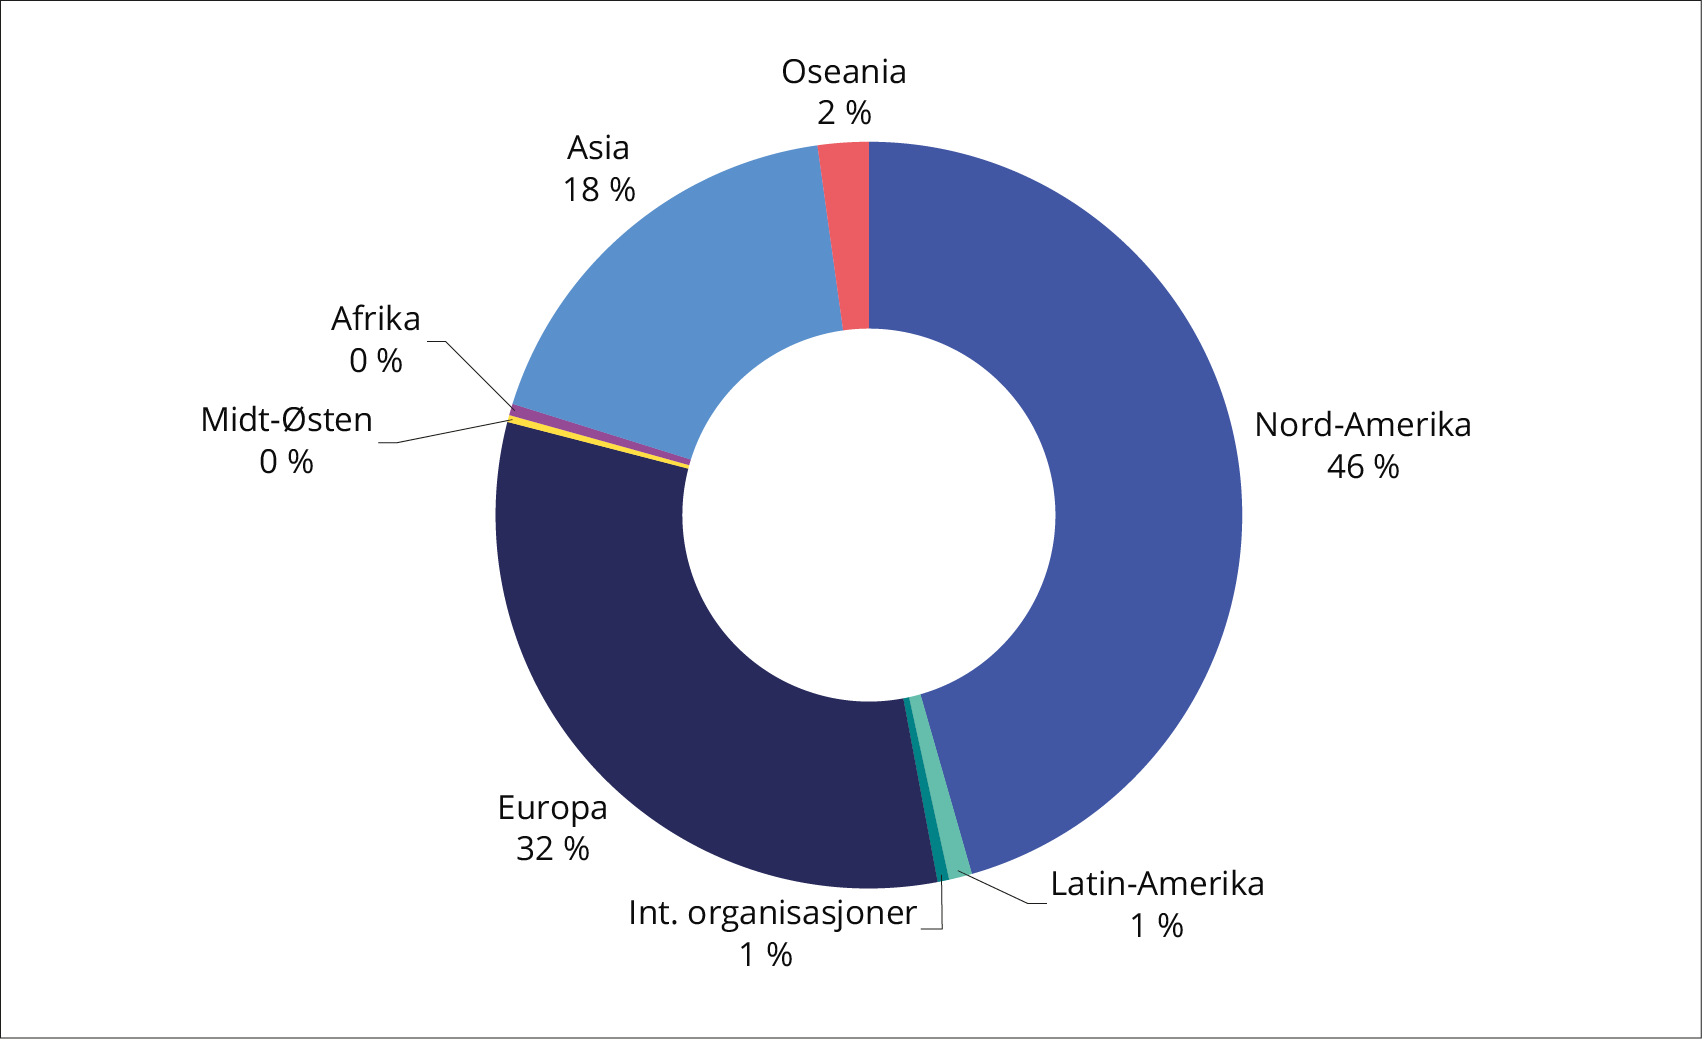 Oseania
2 %
Asia
18 %
Afrika
0 %
Midt-Østen
0 %
Nord-Amerika
46 %
Europa
32 %
Latin-Amerika
1 %
Int. organisasjoner
1 %